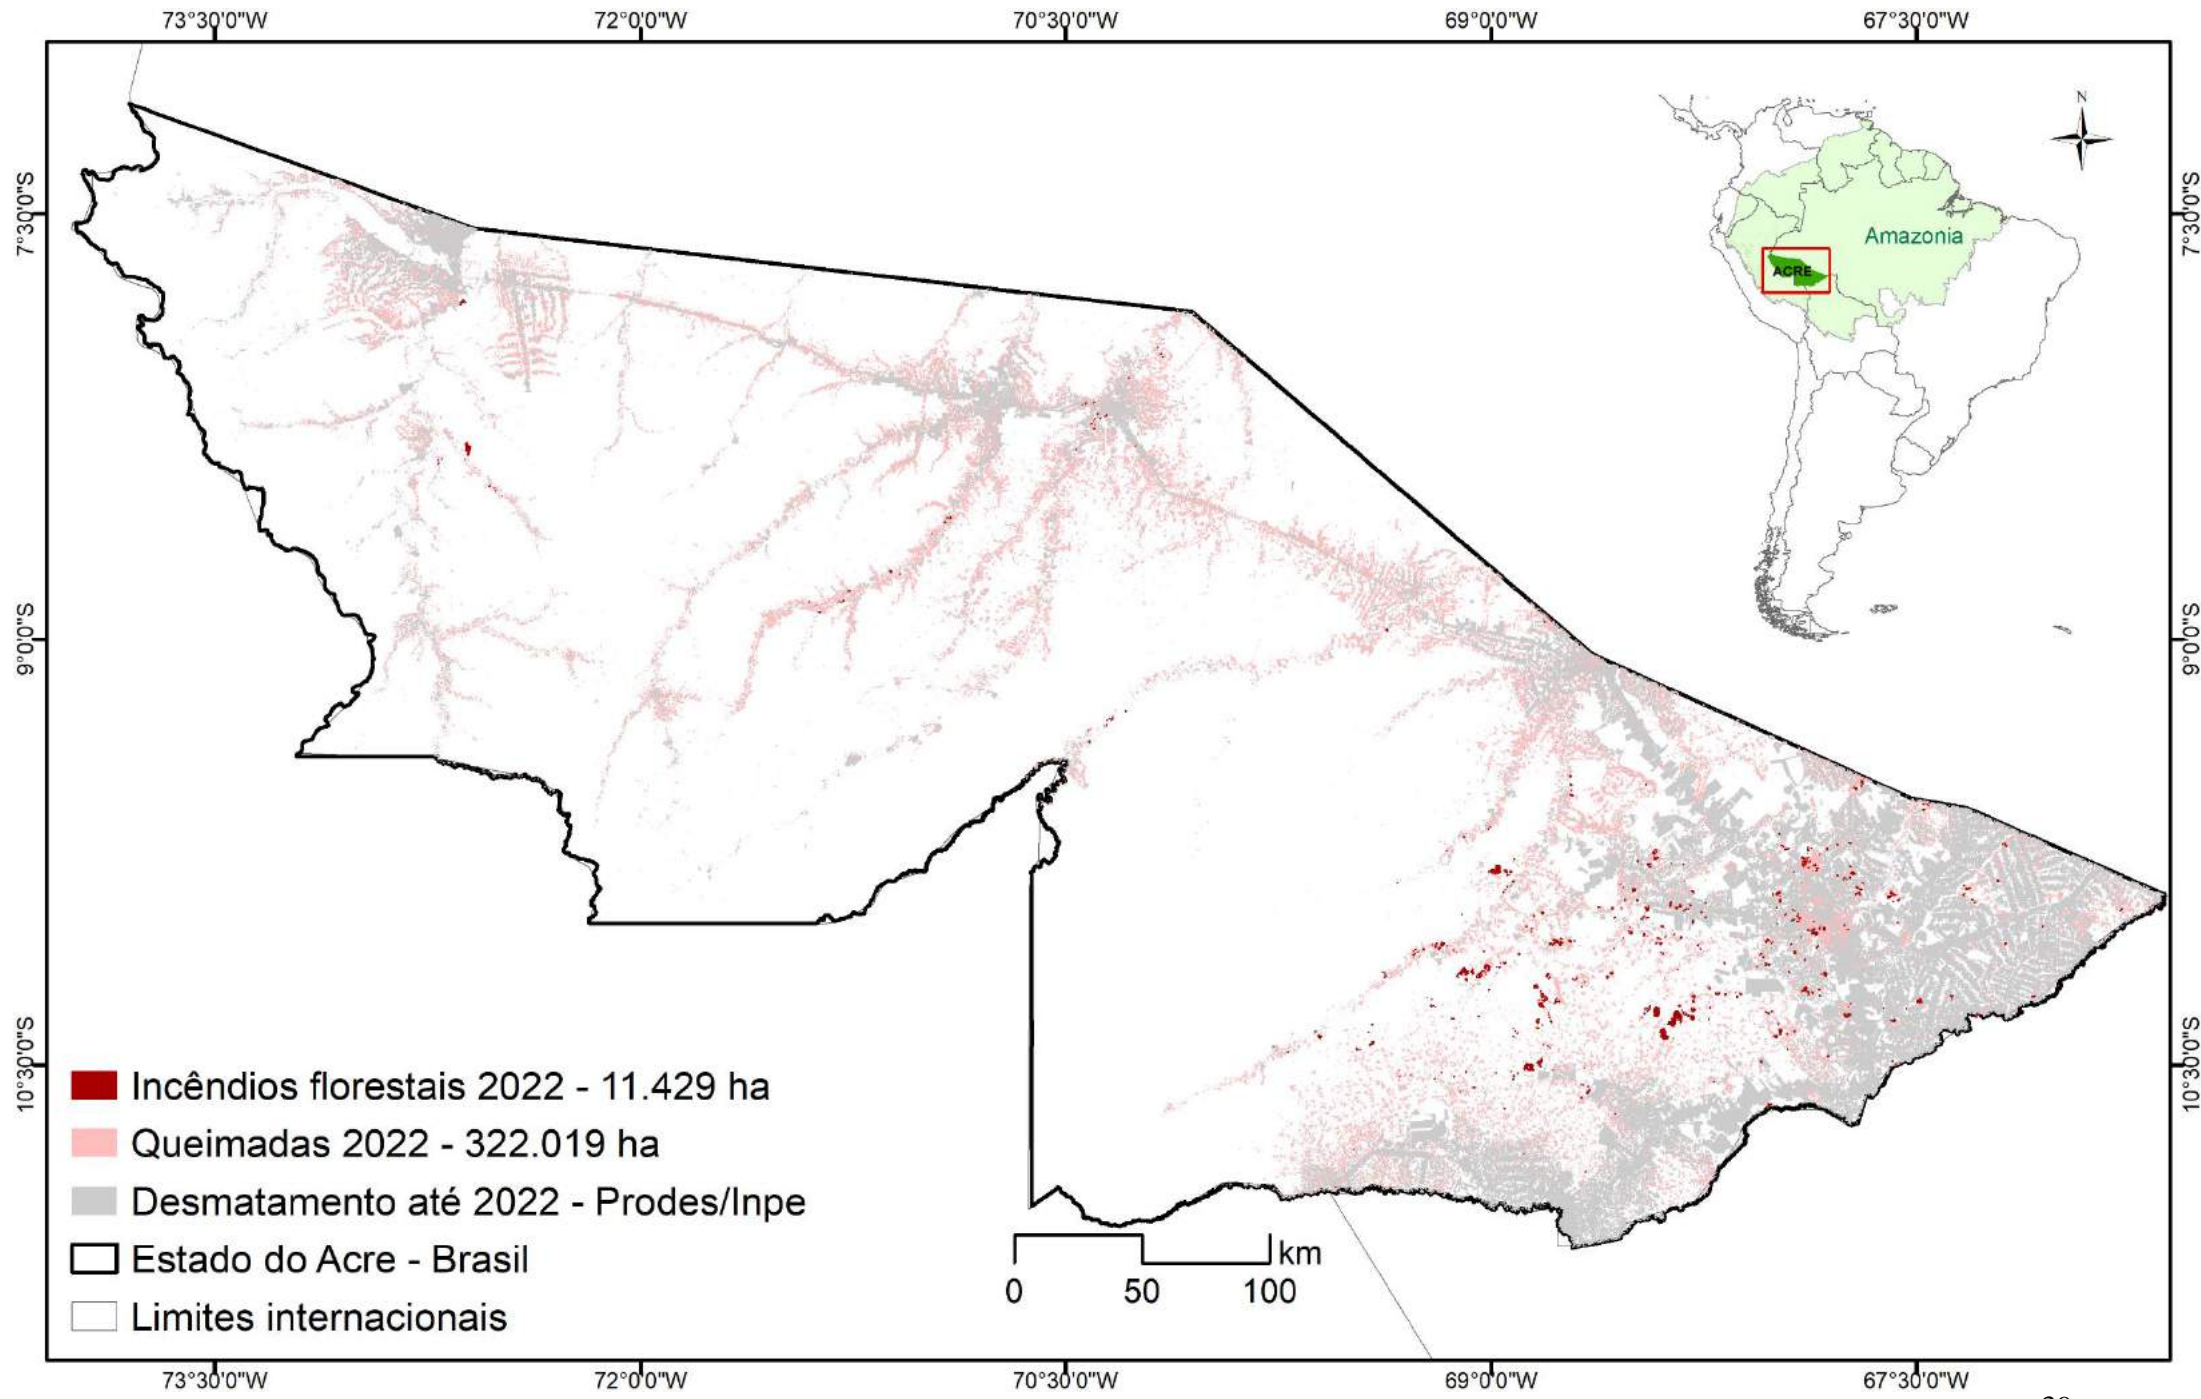 73°30'0"W 72°0'0"W 70°30'0"W 69°0'0"W 67°30'0"W
N
7°30'0"S 7°30'0"S
Amazonia
ACRE
9°0'0"S 9°0'0"S
10°30'0"S 10°30'0"S
Incêndios florestais 2022 - 11.429 ha
Queimadas 2022 - 322.019 ha
Desmatamento até 2022 - Prodes/Inpe
Estado do Acre - Brasil
Limites internacionais
km
0 50 100
73°30'0"W 72°0'0"W 70°30'0"W 69°0'0"W 67°30'0"W